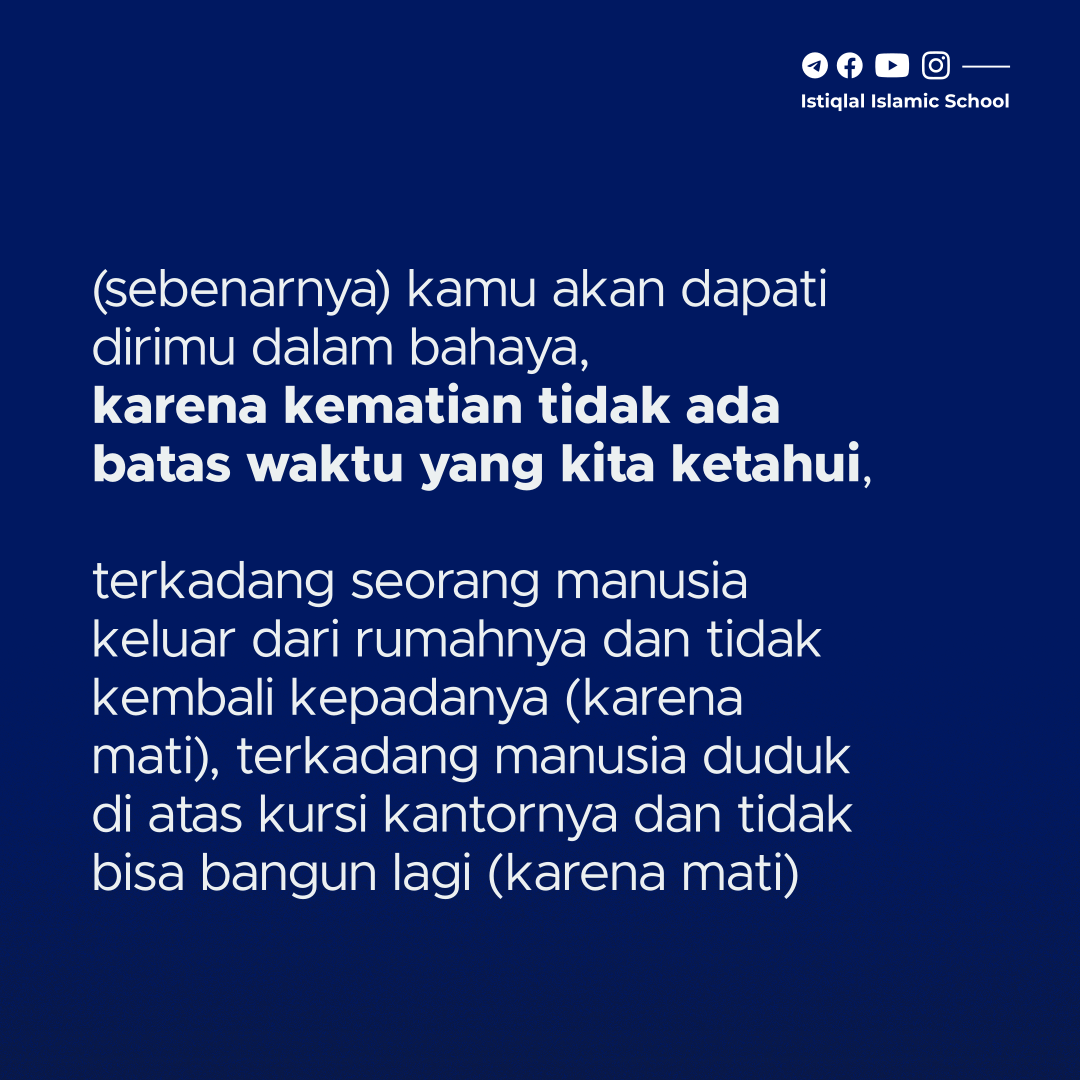 Istiqlal Islamic School
(sebenarnya) kamu akan dapati
dirimu dalam bahaya,
karena kematian tidak ada
batas waktu yang kita ketahui,
terkadang seorang manusia
keluar dari rumahnya dan tidak
kembali kepadanya (karena
mati), terkadang manusia duduk
di atas kursi kantornya dan tidak
bisa bangun lagi (karena mati)